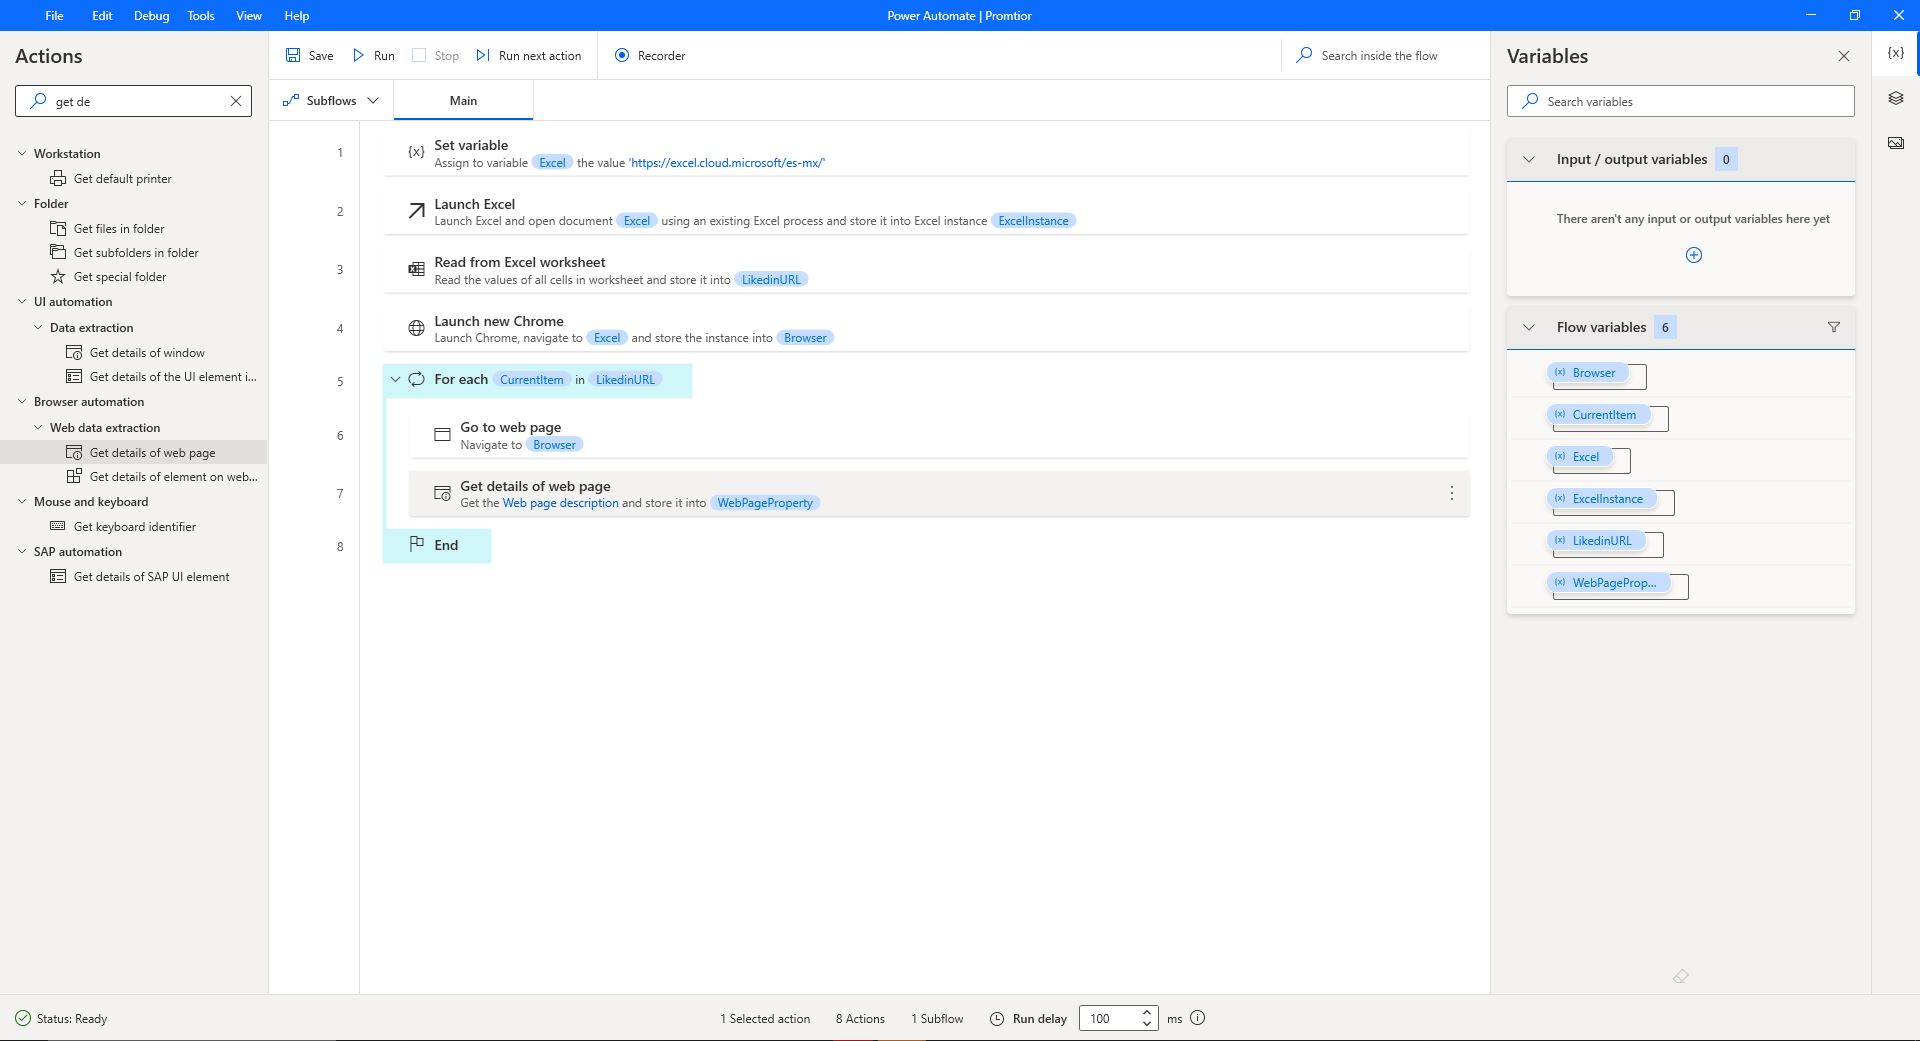 File Edit Debug Tools View Help
Power Automate | Promtior
Actions
get de
Workstation
Get default printer
Folder
Get files in folder
Get subfolders in folder
Get special folder
UI automation
Data extraction
Get details of window
Get details of the UI element i...
Browser automation
Web data extraction
Get details of web page
Get details of element on web...
Mouse and keyboard
Get keyboard identifier
SAP automation
Get details of SAP UI element
Save Run Stop Run next action Recorder
Search inside the flow
Subflows Main
1 {x} Set variable
Assign to variable Excel the value 'https://excel.cloud.microsoft/es-mx/'
2 Launch Excel
Launch Excel and open document Excel using an existing Excel process and store it into Excel instance ExcelInstance
3 Read from Excel worksheet
Read the values of all cells in worksheet and store it into LikedinURL
4 Launch new Chrome
Launch Chrome, navigate to Excel and store the instance into Browser
5 For each CurrentItem in LikedinURL
6 Go to web page
Navigate to Browser
7 Get details of web page
Get the Web page description and store it into WebPageProperty
8 End
Variables
{x}
Search variables
Input / output variables 0
There aren't any input or output variables here yet
Flow variables 6
(x) Browser
(x) CurrentItem
(x) Excel
(x) ExcelInstance
(x) LikedinURL
(x) WebPageProp...
Status: Ready
1 Selected action 8 Actions 1 Subflow Run delay 100 ms